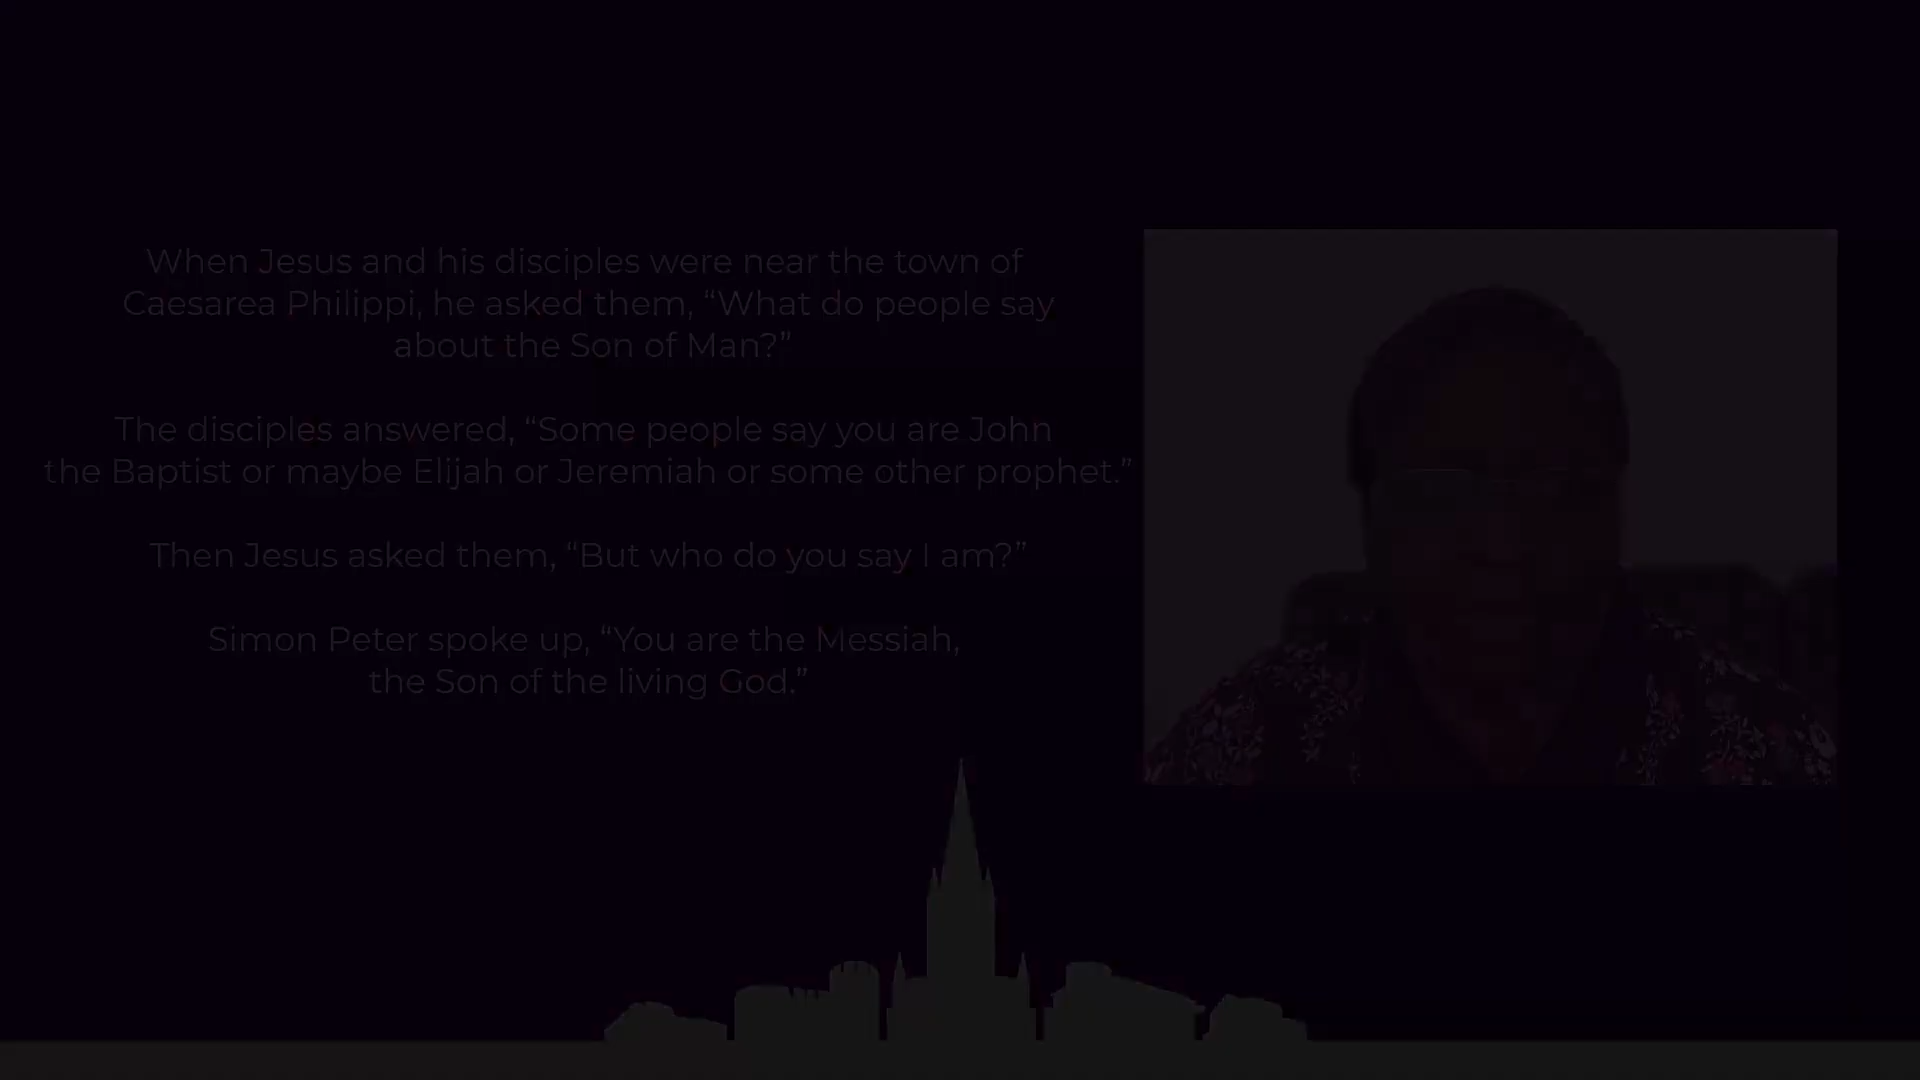 When Jesus and his disciples were near the town of
Caesarea Philippi, he asked them, “What do people say
about the Son of Man?”
The disciples answered, “Some people say you are John
the Baptist or maybe Elijah or Jeremiah or some other prophet.”
Then Jesus asked them, “But who do you say I am?”
Simon Peter spoke up, “You are the Messiah,
the Son of the living God.”